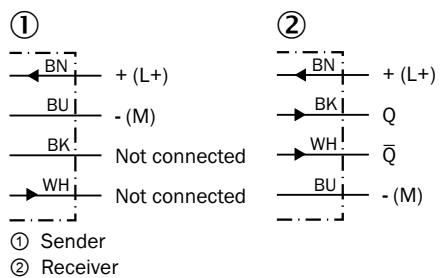 ① ②
BN + (L+) BN + (L+)
BU - (M) BK Q
BK Not connected WH Q̅
WH Not connected BU - (M)
① Sender
② Receiver